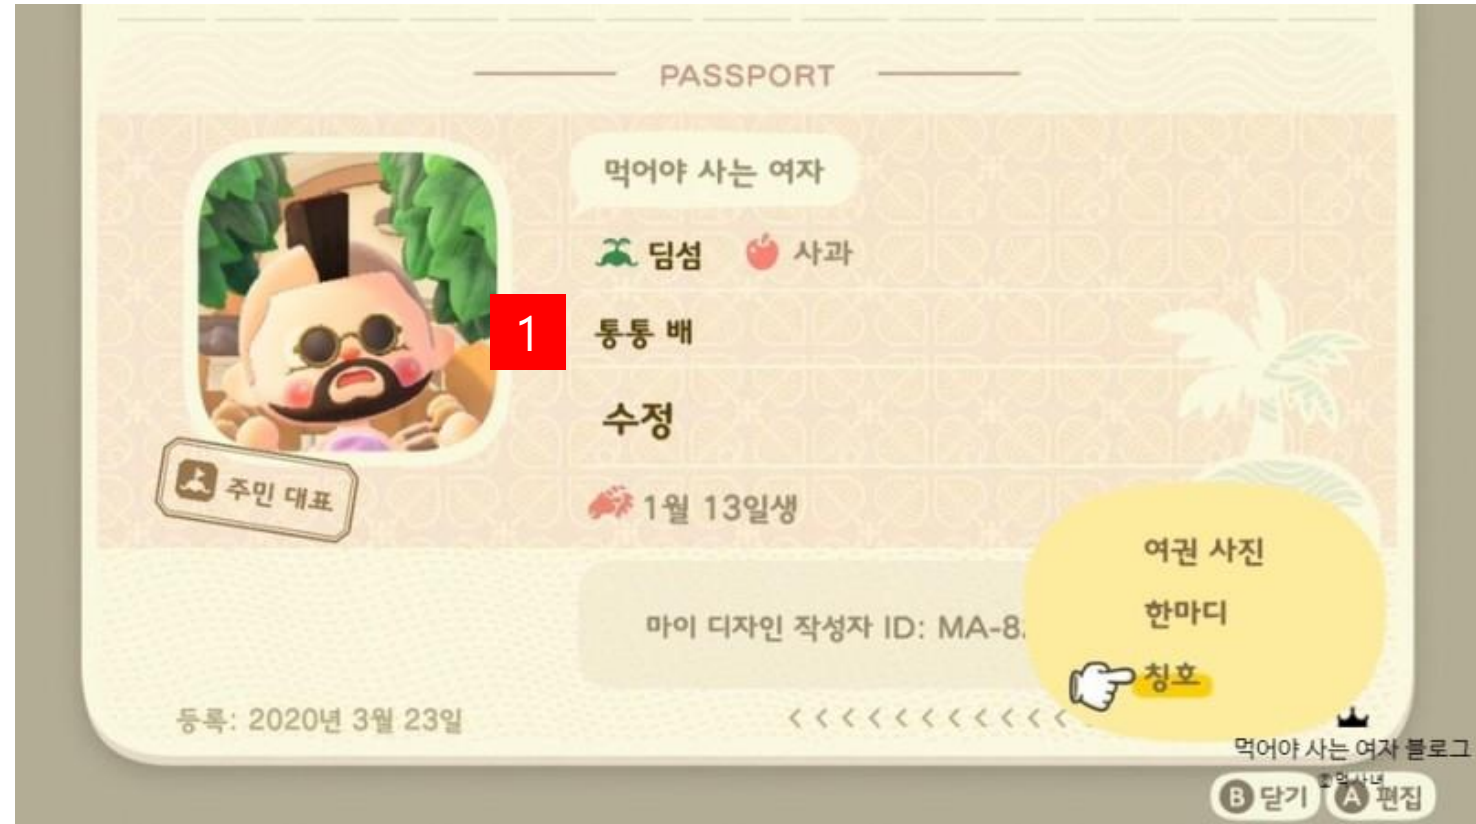 PASSPORT
먹어야 사는 여자
딤섬 사과
1
통통 배
수정
주민 대표
1월 13일생
여권 사진
한마디
칭호
마이 디자인 작성자 ID: MA-8
등록: 2020년 3월 23일
<<<<<<<<<<<
먹어야 사는 여자 블로그
B 닫기
A 편집